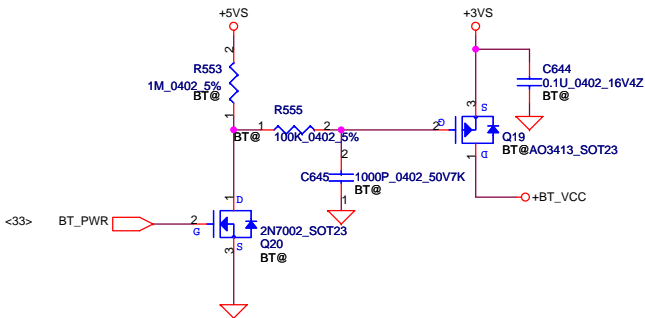 +5VS
+3VS
2
R553
1M_0402_5%
BT@
1
C644
0.1U_0402_16V4Z
BT@
R555
1
2
BT@
100K_0402_5%
3
S
2
G
Q19
BT@AO3413_SOT23
D
1
2
C645
1000P_0402_50V7K
BT@
1
+BT_VCC
<33>
BT_PWR
1
D
2
G
2N7002_SOT23
Q20
BT@
S
3